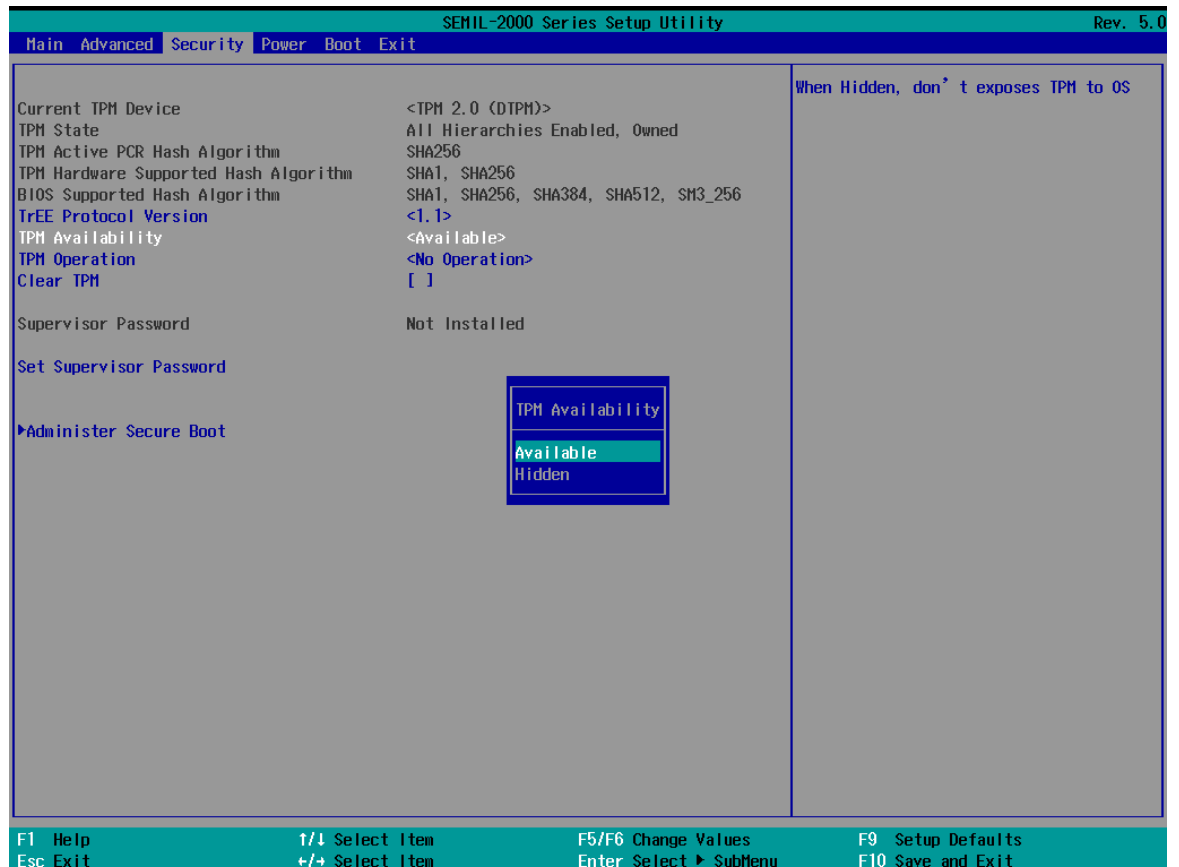 SEMIL-2000 Series Setup Utility Rev. 5.0
Main Advanced Security Power Boot Exit
When Hidden, don't exposes TPM to OS
Current TPM Device <TPM 2.0 (DTPM)>
TPM State All Hierarchies Enabled, Owned
TPM Active PCR Hash Algorithm SHA256
TPM Hardware Supported Hash Algorithm SHA1, SHA256
BIOS Supported Hash Algorithm SHA1, SHA256, SHA384, SHA512, SM3_256
TrEE Protocol Version <1.1>
TPM Availability <Available>
TPM Operation <No Operation>
Clear TPM [ ]
Supervisor Password Not Installed
Set Supervisor Password
▶Administer Secure Boot
TPM Availability
Available
Hidden
F1 Help ↑/↓ Select Item F5/F6 Change Values F9 Setup Defaults
Esc Exit ←/→ Select Item Enter Select ▶ SubMenu F10 Save and Exit